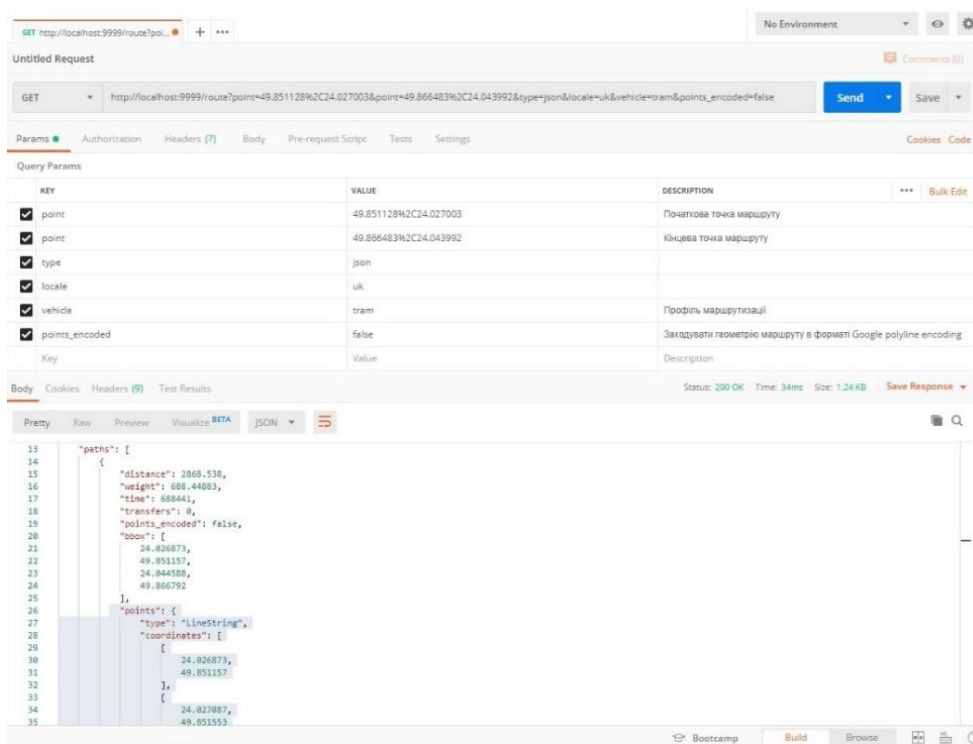 GET http://localhost:9999/route?poi... + •••
No Environment
Untitled Request
Comments (0)
GET http://localhost:9999/route?point=49.851128%2C24.027003&point=49.866483%2C24.043992&type=json&locale=uk&vehicle=tram&points_encoded=false Send Save
Params Authorization Headers (7) Body Pre-request Script Tests Settings Cookies Code
Query Params
KEY VALUE DESCRIPTION ••• Bulk Edit
point 49.851128%2C24.027003 Початкова точка маршруту
point 49.866483%2C24.043992 Кінцева точка маршруту
type json
locale uk
vehicle tram Профіль маршрутизації
points_encoded false Закодувати геометрію маршруту в форматі Google polyline encoding
Key Value Description
Body Cookies Headers (9) Test Results Status: 200 OK Time: 34ms Size: 1.24 KB Save Response
Pretty Raw Preview Visualize BETA JSON
13 "paths": [
14 {
15 "distance": 2868.538,
16 "weight": 688.44083,
17 "time": 688441,
18 "transfers": 0,
19 "points_encoded": false,
20 "bbox": [
21 24.026873,
22 49.851157,
23 24.044588,
24 49.866792
25 ],
26 "points": {
27 "type": "LineString",
28 "coordinates": [
29 [
30 24.026873,
31 49.851157
32 ],
33 [
34 24.027087,
35 49.851553
Bootcamp Build Browse